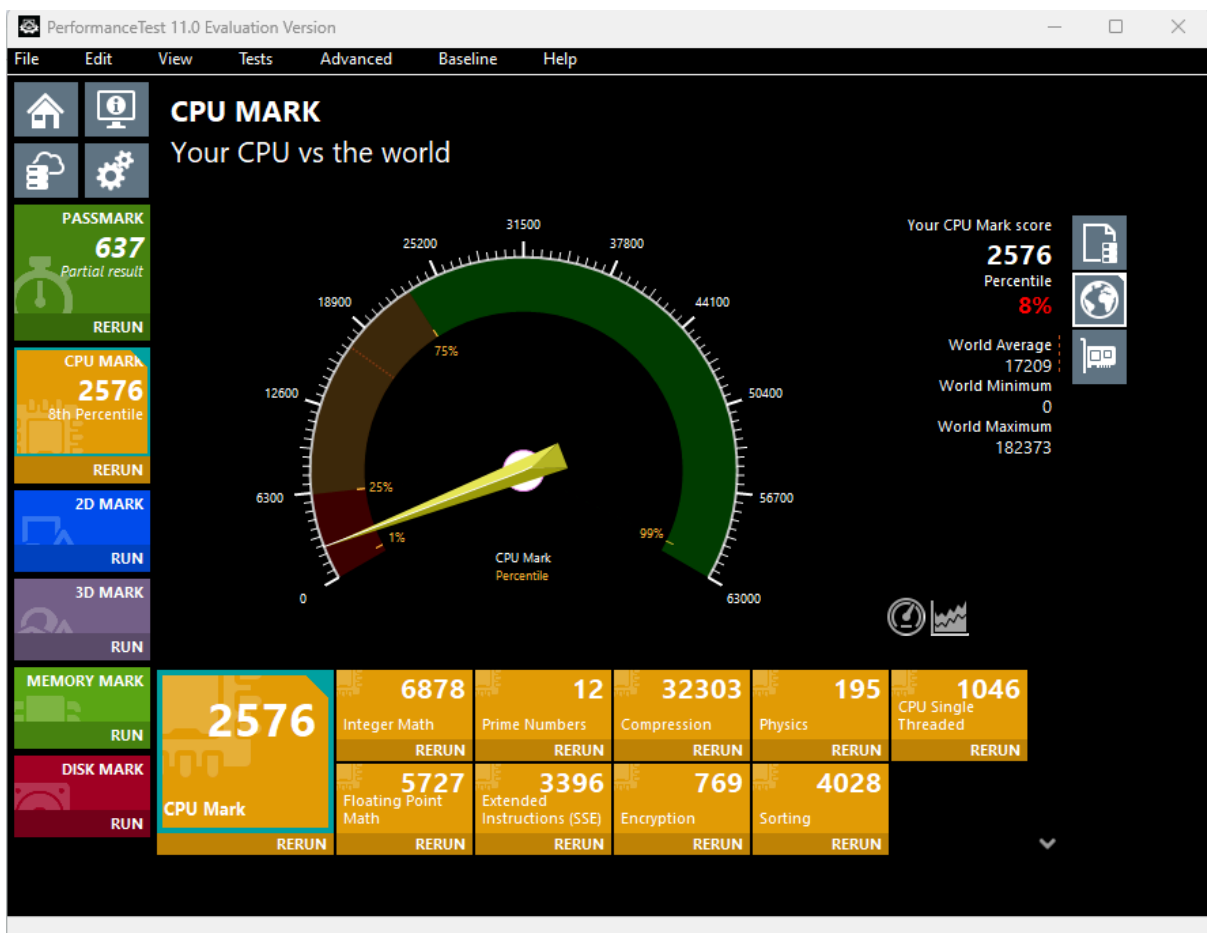 PerformanceTest 11.0 Evaluation Version
File Edit View Tests Advanced Baseline Help
CPU MARK
Your CPU vs the world
PASSMARK
637
Partial result
RERUN
CPU MARK
2576
8th Percentile
RERUN
2D MARK
RUN
3D MARK
RUN
MEMORY MARK
RUN
DISK MARK
RUN
0
6300
12600
18900
25200
31500
37800
44100
50400
56700
63000
1%
25%
75%
99%
CPU Mark
Percentile
Your CPU Mark score
2576
Percentile
8%
World Average
17209
World Minimum
0
World Maximum
182373
2576
CPU Mark
RERUN
6878
Integer Math
RERUN
12
Prime Numbers
RERUN
32303
Compression
RERUN
195
Physics
RERUN
1046
CPU Single
Threaded
RERUN
5727
Floating Point
Math
RERUN
3396
Extended
Instructions (SSE)
RERUN
769
Encryption
RERUN
4028
Sorting
RERUN